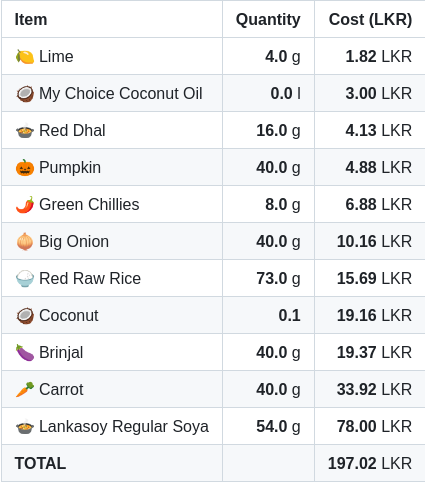 Item Quantity Cost (LKR)
Lime 4.0 g 1.82 LKR
My Choice Coconut Oil 0.0 l 3.00 LKR
Red Dhal 16.0 g 4.13 LKR
Pumpkin 40.0 g 4.88 LKR
Green Chillies 8.0 g 6.88 LKR
Big Onion 40.0 g 10.16 LKR
Red Raw Rice 73.0 g 15.69 LKR
Coconut 0.1 19.16 LKR
Brinjal 40.0 g 19.37 LKR
Carrot 40.0 g 33.92 LKR
Lankasoy Regular Soya 54.0 g 78.00 LKR
TOTAL 197.02 LKR